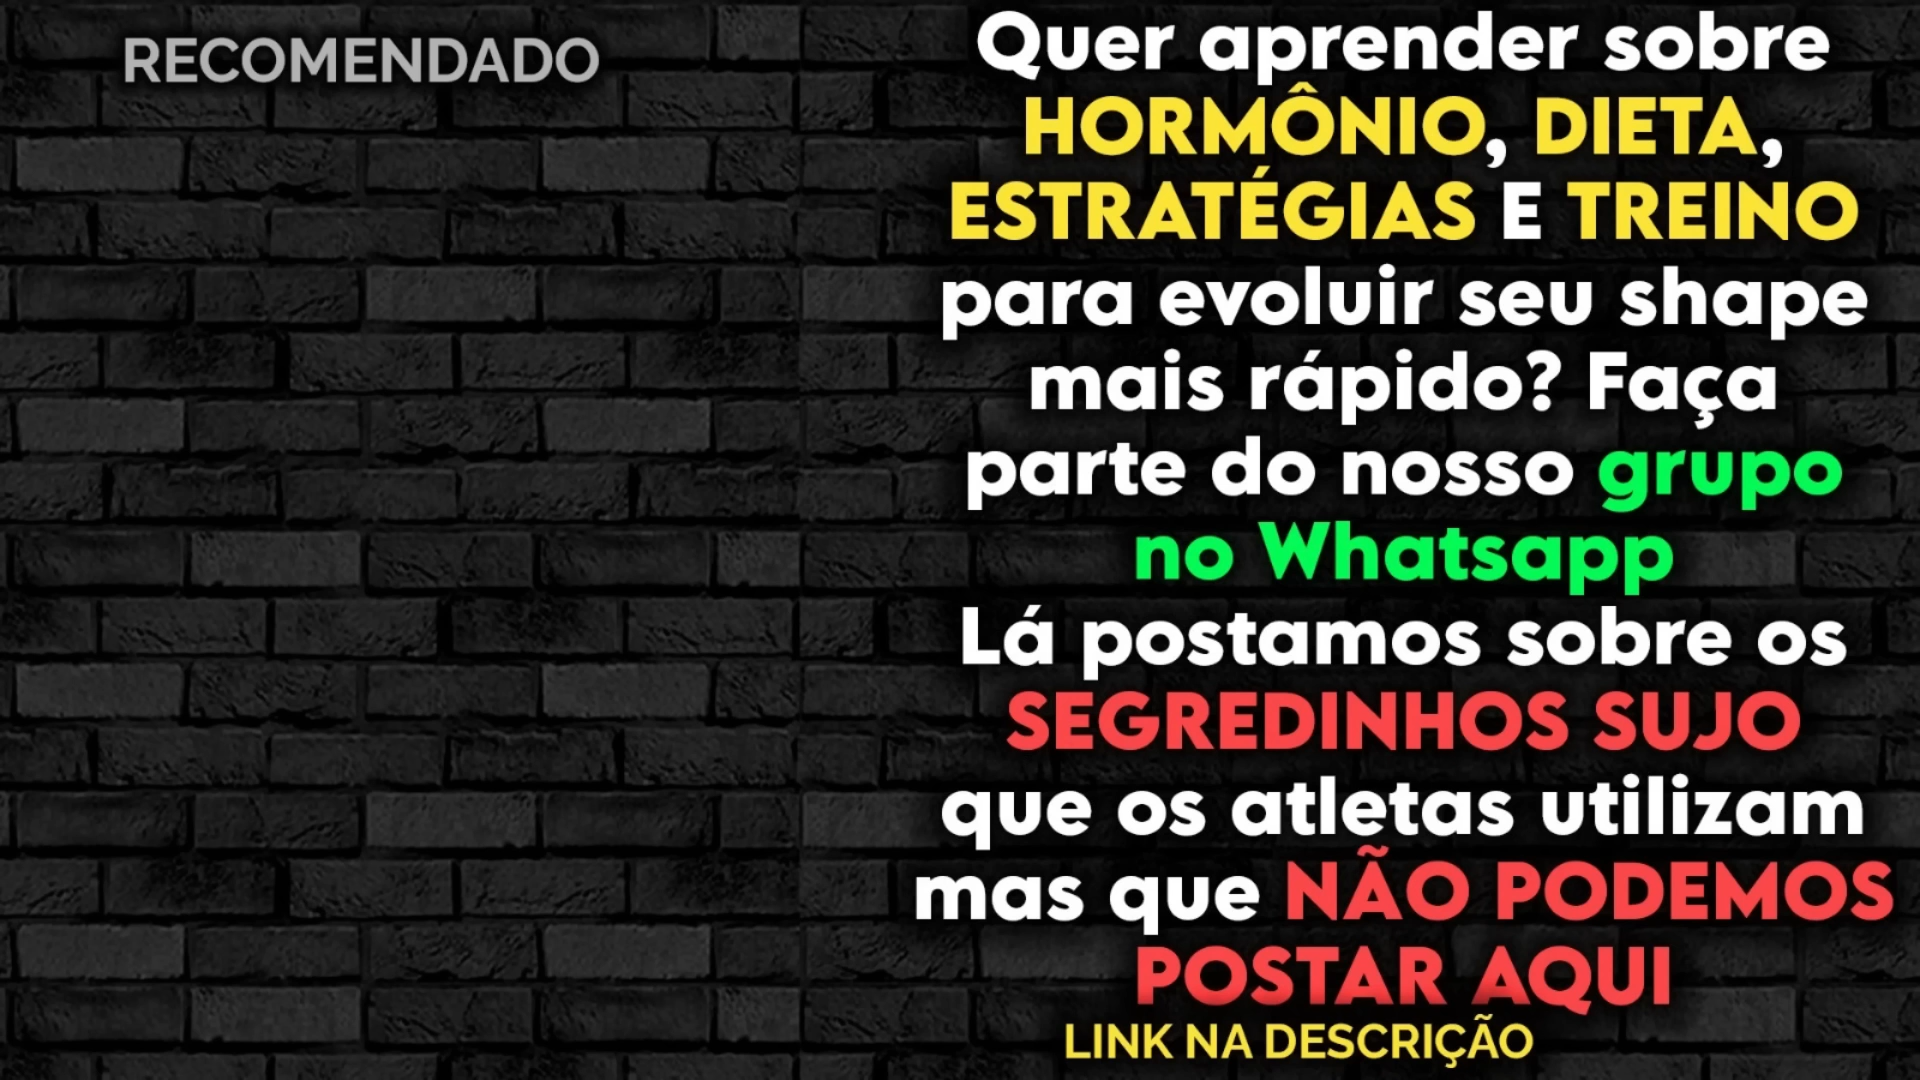 RECOMENDADO
Quer aprender sobre
HORMÔNIO, DIETA,
ESTRATÉGIAS E TREINO
para evoluir seu shape
mais rápido? Faça
parte do nosso grupo
no Whatsapp
Lá postamos sobre os
SEGREDINHOS SUJO
que os atletas utilizam
mas que NÃO PODEMOS
POSTAR AQUI
LINK NA DESCRIÇÃO